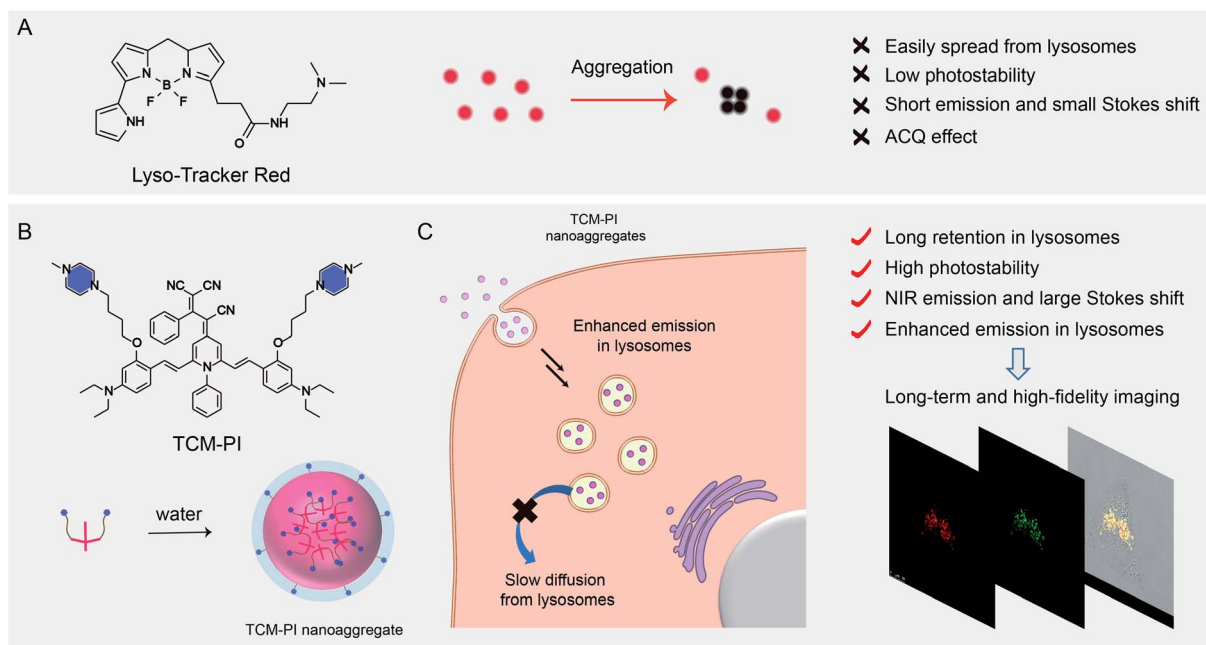 A
N
N
B
F
F
NH
N
O
NH
Lyso-Tracker Red
Aggregation
Easily spread from lysosomes
Low photostability
Short emission and small Stokes shift
ACQ effect
B
N
N
NC
CN
CN
N
N
O
O
N
N
N
TCM-PI
water
TCM-PI nanoaggregate
C
TCM-PI
nanoaggregates
Enhanced emission
in lysosomes
Slow diffusion
from lysosomes
Long retention in lysosomes
High photostability
NIR emission and large Stokes shift
Enhanced emission in lysosomes
Long-term and high-fidelity imaging